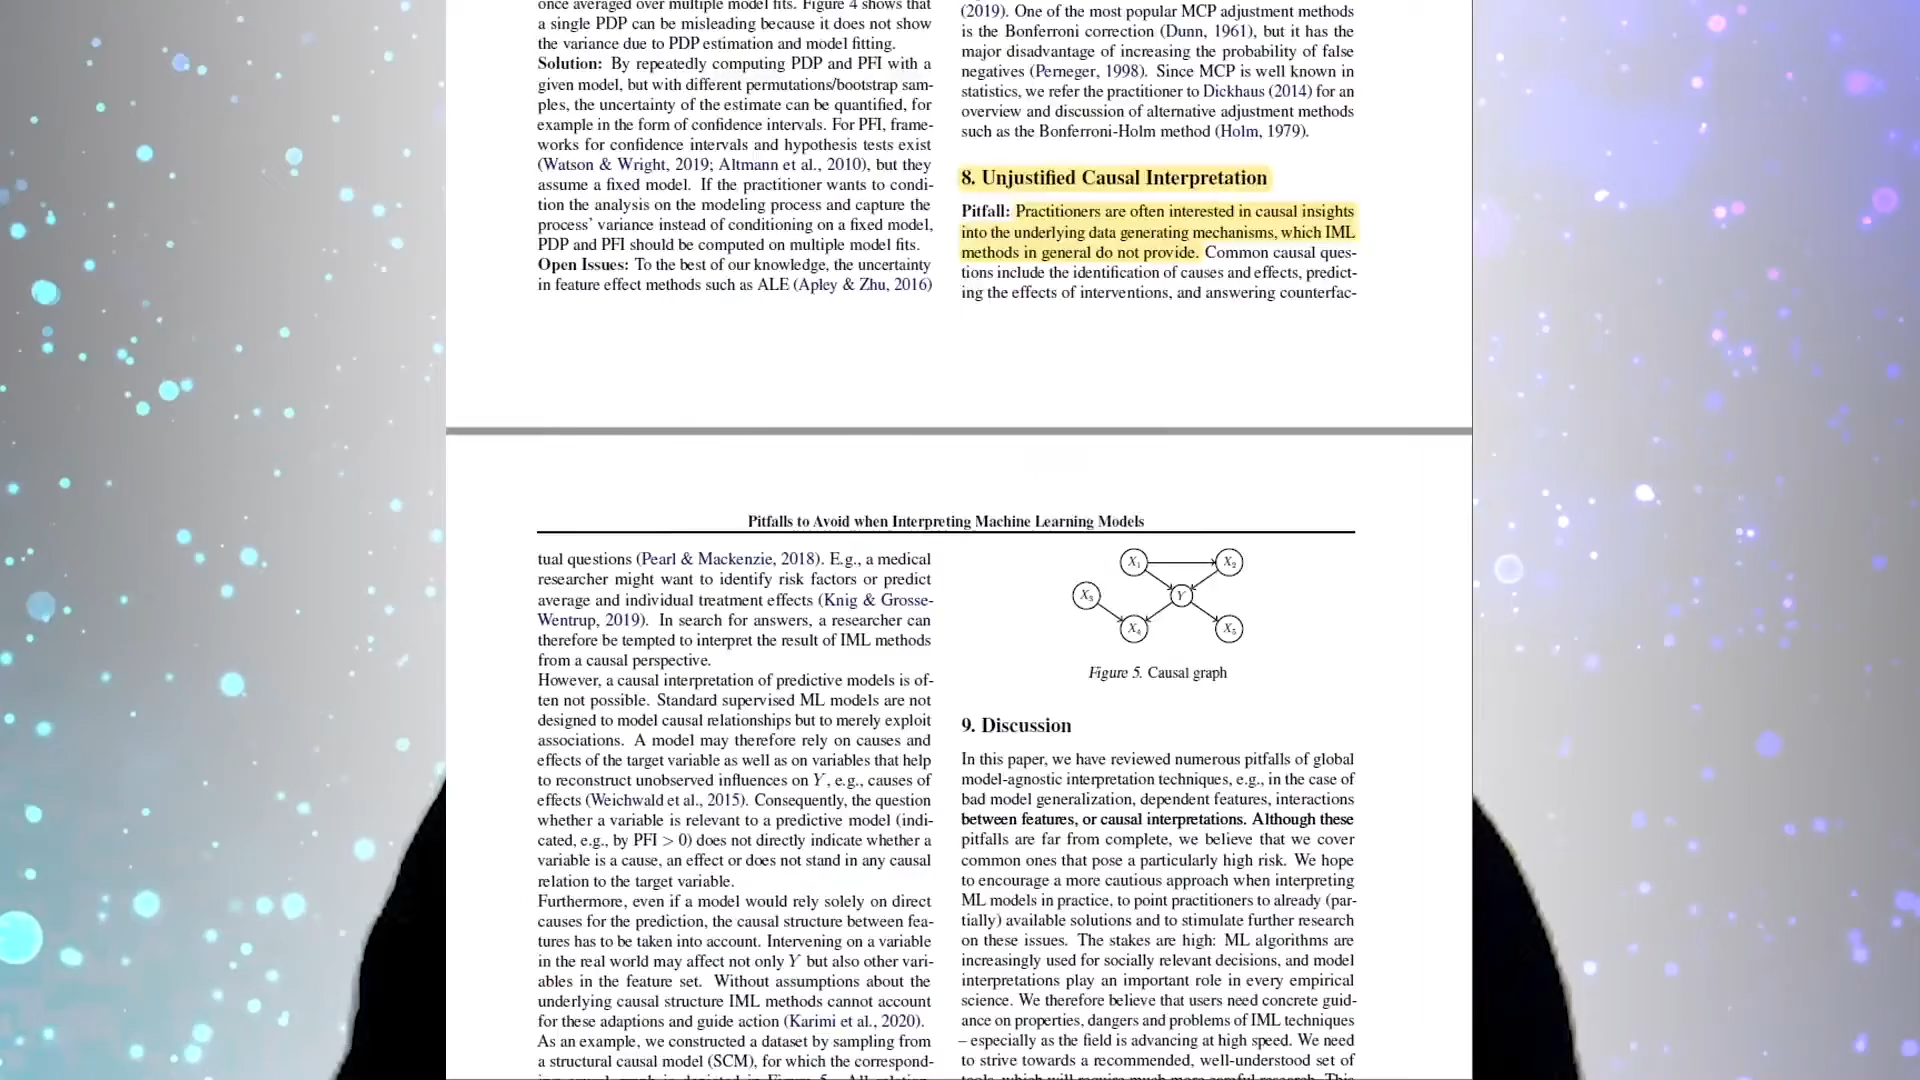 once averaged over multiple model fits. Figure 4 shows that
a single PDP can be misleading because it does not show
the variance due to PDP estimation and model fitting.
Solution: By repeatedly computing PDP and PFI with a
given model, but with different permutations/bootstrap sam-
ples, the uncertainty of the estimate can be quantified, for
example in the form of confidence intervals. For PFI, frame-
works for confidence intervals and hypothesis tests exist
(Watson & Wright, 2019; Altmann et al., 2010), but they
assume a fixed model. If the practitioner wants to condi-
tion the analysis on the modeling process and capture the
process' variance instead of conditioning on a fixed model,
PDP and PFI should be computed on multiple model fits.
Open Issues: To the best of our knowledge, the uncertainty
in feature effect methods such as ALE (Apley & Zhu, 2016)
(2019). One of the most popular MCP adjustment methods
is the Bonferroni correction (Dunn, 1961), but it has the
major disadvantage of increasing the probability of false
negatives (Perneger, 1998). Since MCP is well known in
statistics, we refer the practitioner to Dickhaus (2014) for an
overview and discussion of alternative adjustment methods
such as the Bonferroni-Holm method (Holm, 1979).
8. Unjustified Causal Interpretation
Pitfall: Practitioners are often interested in causal insights
into the underlying data generating mechanisms, which IML
methods in general do not provide. Common causal ques-
tions include the identification of causes and effects, predict-
ing the effects of interventions, and answering counterfac-
Pitfalls to Avoid when Interpreting Machine Learning Models
tual questions (Pearl & Mackenzie, 2018). E.g., a medical
researcher might want to identify risk factors or predict
average and individual treatment effects (Knig & Grosse-
Wentrup, 2019). In search for answers, a researcher can
therefore be tempted to interpret the result of IML methods
from a causal perspective.
However, a causal interpretation of predictive models is of-
ten not possible. Standard supervised ML models are not
designed to model causal relationships but to merely exploit
associations. A model may therefore rely on causes and
effects of the target variable as well as on variables that help
to reconstruct unobserved influences on Y, e.g., causes of
effects (Weichwald et al., 2015). Consequently, the question
whether a variable is relevant to a predictive model (indi-
cated, e.g., by PFI > 0) does not directly indicate whether a
variable is a cause, an effect or does not stand in any causal
relation to the target variable.
Furthermore, even if a model would rely solely on direct
causes for the prediction, the causal structure between fea-
tures has to be taken into account. Intervening on a variable
in the real world may affect not only Y but also other vari-
ables in the feature set. Without assumptions about the
underlying causal structure IML methods cannot account
for these adaptions and guide action (Karimi et al., 2020).
As an example, we constructed a dataset by sampling from
a structural causal model (SCM), for which the correspond-
X₁ X₂
X₃ Y
X₄ X₅
Figure 5. Causal graph
9. Discussion
In this paper, we have reviewed numerous pitfalls of global
model-agnostic interpretation techniques, e.g., in the case of
bad model generalization, dependent features, interactions
between features, or causal interpretations. Although these
pitfalls are far from complete, we believe that we cover
common ones that pose a particularly high risk. We hope
to encourage a more cautious approach when interpreting
ML models in practice, to point practitioners to already (par-
tially) available solutions and to stimulate further research
on these issues. The stakes are high: ML algorithms are
increasingly used for socially relevant decisions, and model
interpretations play an important role in every empirical
science. We therefore believe that users need concrete guid-
ance on properties, dangers and problems of IML techniques
– especially as the field is advancing at high speed. We need
to strive towards a recommended, well-understood set of